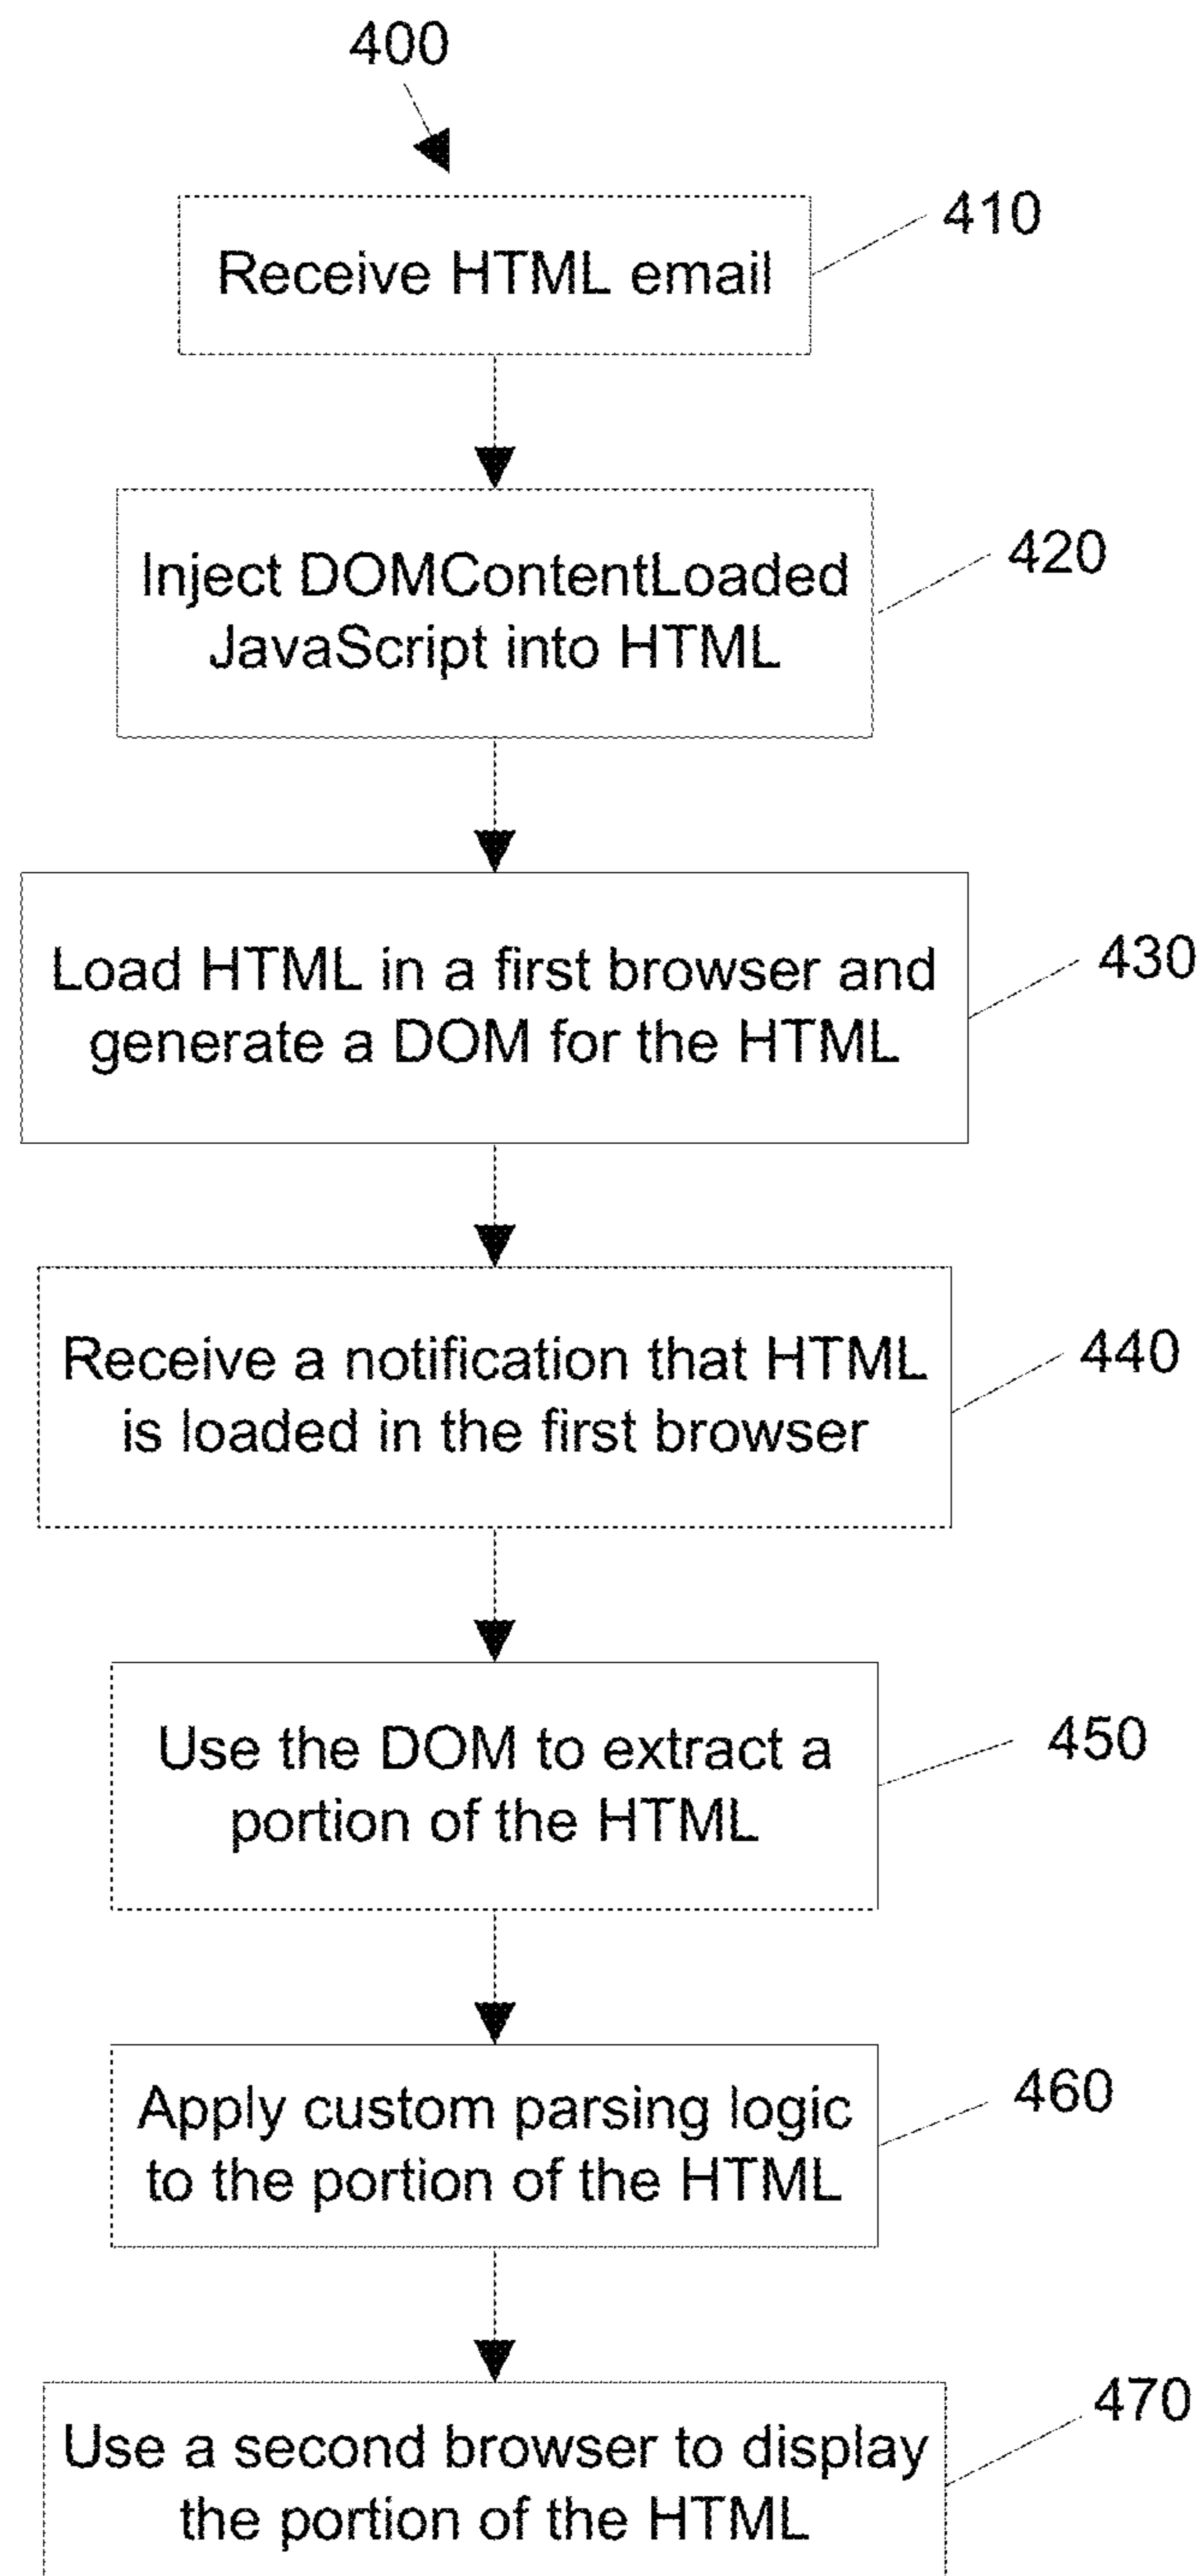 400
410
Receive HTML email
420
Inject DOMContentLoaded
JavaScript into HTML
430
Load HTML in a first browser and
generate a DOM for the HTML
440
Receive a notification that HTML
is loaded in the first browser
450
Use the DOM to extract a
portion of the HTML
460
Apply custom parsing logic
to the portion of the HTML
470
Use a second browser to display
the portion of the HTML